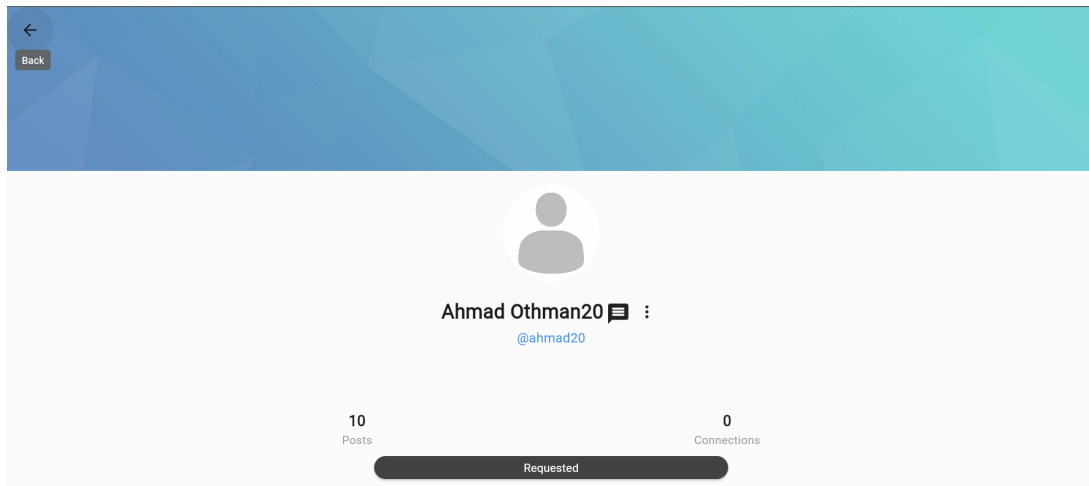 Back
Ahmad Othman20
@ahmad20
10 0
Posts Connections
Requested